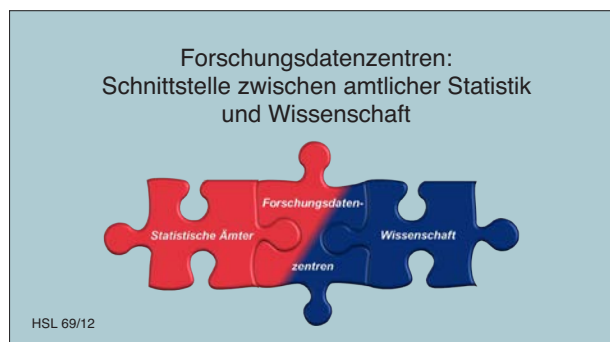 Forschungsdatenzentren:
Schnittstelle zwischen amtlicher Statistik
und Wissenschaft
Forschungsdaten-
Statistische Ämter
Wissenschaft
zentren
HSL 69/12